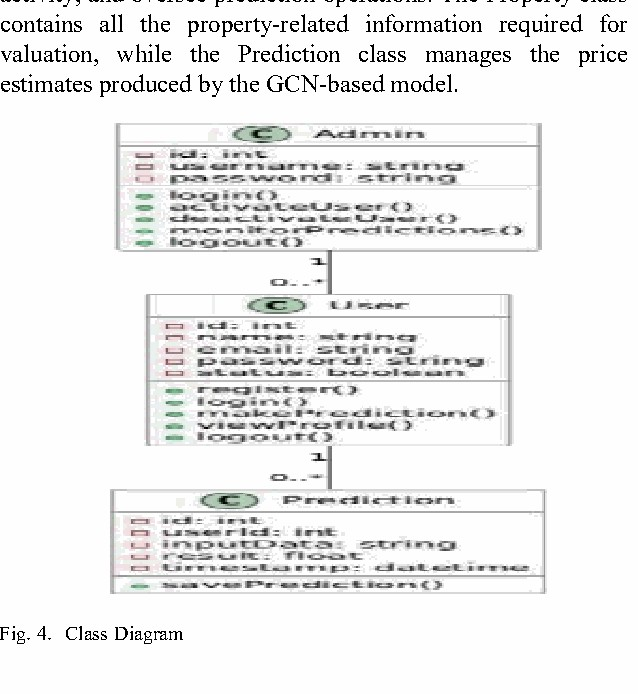 activity, and oversee prediction operations. The Property class
contains all the property-related information required for
valuation, while the Prediction class manages the price
estimates produced by the GCN-based model.
C Admin
id: int
username: string
password: string
login()
activateUser()
deactivateUser()
monitorPredictions()
logout()
1
0..*
C User
id: int
name: string
email: string
password: string
status: boolean
register()
login()
makePrediction()
viewProfile()
logout()
1
0..*
C Prediction
id: int
userId: int
inputData: string
result: float
timestamp: datetime
savePrediction()
Fig. 4. Class Diagram